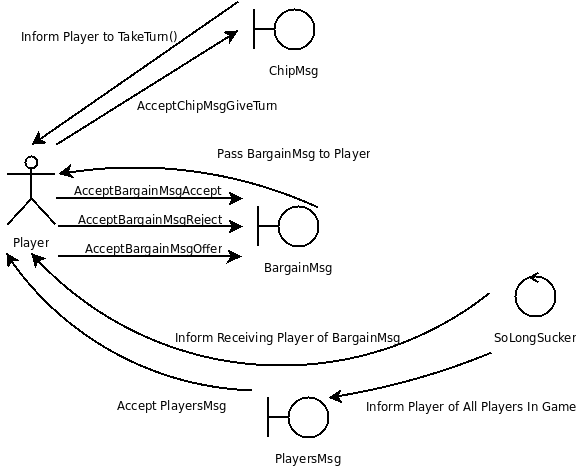 Inform Player to TakeTurn()
ChipMsg
AcceptChipMsgGiveTurn
Pass BargainMsg to Player
AcceptBargainMsgAccept
AcceptBargainMsgReject
Player
AcceptBargainMsgOffer
BargainMsg
Inform Receiving Player of BargainMsg
SoLongSucker
Accept PlayersMsg
Inform Player of All Players In Game
PlayersMsg